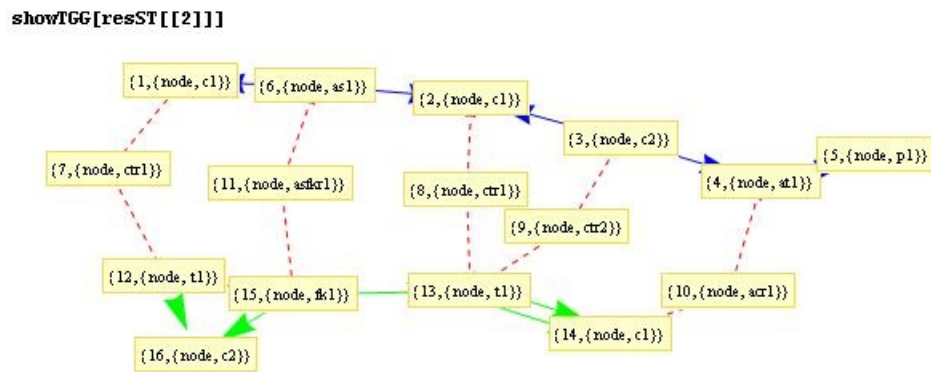 showTGG[resST[[2]]]
{1,{node, c1}}
{6,{node, as1}}
{2,{node, c1}}
{3,{node, c2}}
{5,{node, p1}}
{7,{node, ctr1}}
{11,{node, asfkr1}}
{8,{node, ctr1}}
{4,{node, at1}}
{9,{node, ctr2}}
{12,{node, t1}}
{15,{node, fk1}}
{13,{node, t1}}
{10,{node, acr1}}
{14,{node, c1}}
{16,{node, c2}}